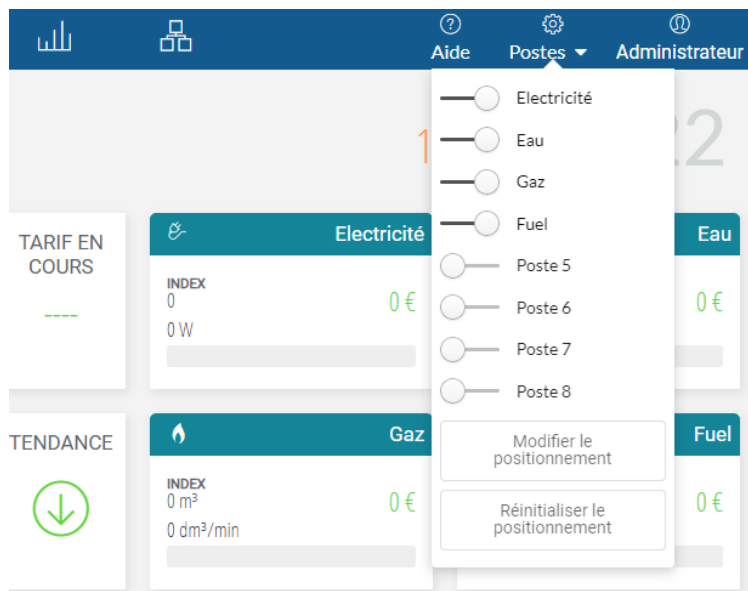 Aide
Postes
Administrateur
Electricité
Eau
Gaz
Fuel
Poste 5
Poste 6
Poste 7
Poste 8
Modifier le
positionnement
Réinitialiser le
positionnement
1
22
TARIF EN
COURS
----
Electricité
INDEX
0
0 €
0 W
Eau
0 €
TENDANCE
Gaz
INDEX
0 m³
0 €
0 dm³/min
Fuel
0 €